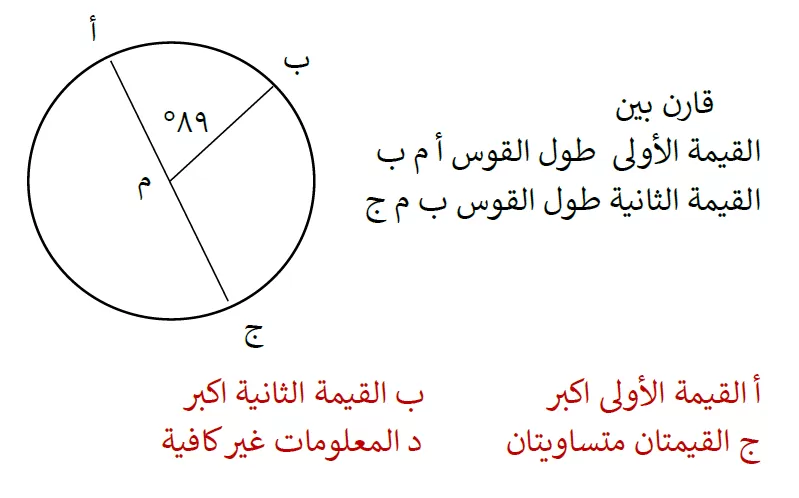 أ
ب
°٨٩
م
ج
قارن بين
القيمة الأولى طول القوس أ م ب
القيمة الثانية طول القوس ب م ج
أ القيمة الأولى اكبر
ب القيمة الثانية اكبر
ج القيمتان متساويتان
د المعلومات غير كافية